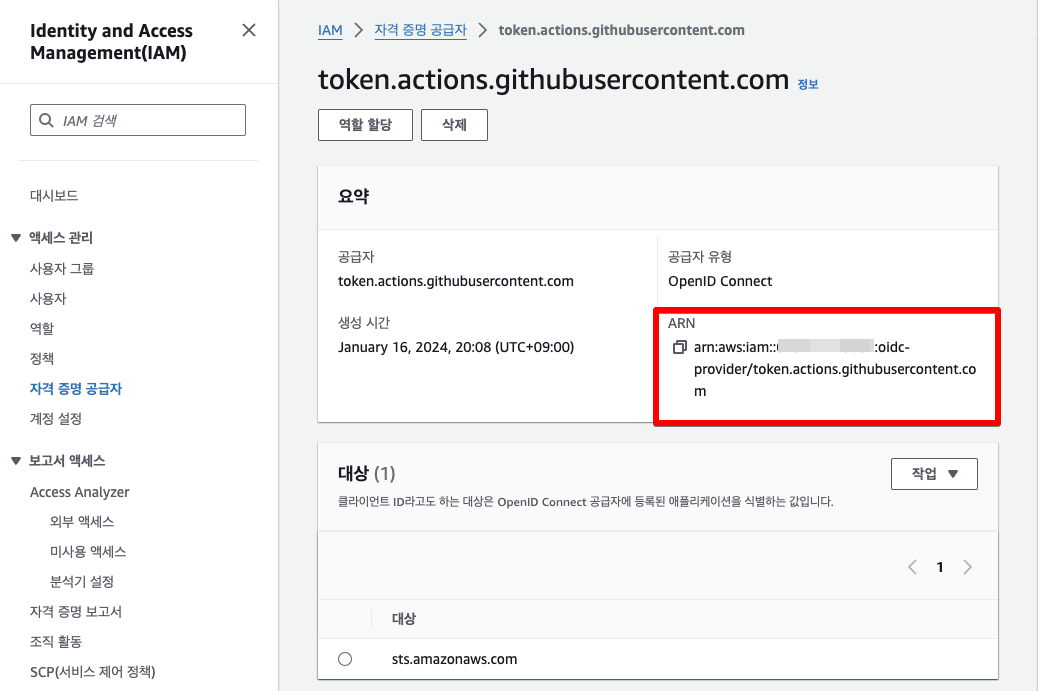 Identity and Access
Management(IAM)
IAM 검색
대시보드
액세스 관리
사용자 그룹
사용자
역할
정책
자격 증명 공급자
계정 설정
보고서 액세스
Access Analyzer
외부 액세스
미사용 액세스
분석기 설정
자격 증명 보고서
조직 활동
SCP(서비스 제어 정책)
IAM 자격 증명 공급자 token.actions.githubusercontent.com
token.actions.githubusercontent.com 정보
역할 할당 삭제
요약
공급자
token.actions.githubusercontent.com
생성 시간
January 16, 2024, 20:08 (UTC+09:00)
공급자 유형
OpenID Connect
ARN
arn:aws:iam:: :oidc-
provider/token.actions.githubusercontent.co
m
대상 (1)
작업
클라이언트 ID라고도 하는 대상은 OpenID Connect 공급자에 등록된 애플리케이션을 식별하는 값입니다.
1
대상
sts.amazonaws.com